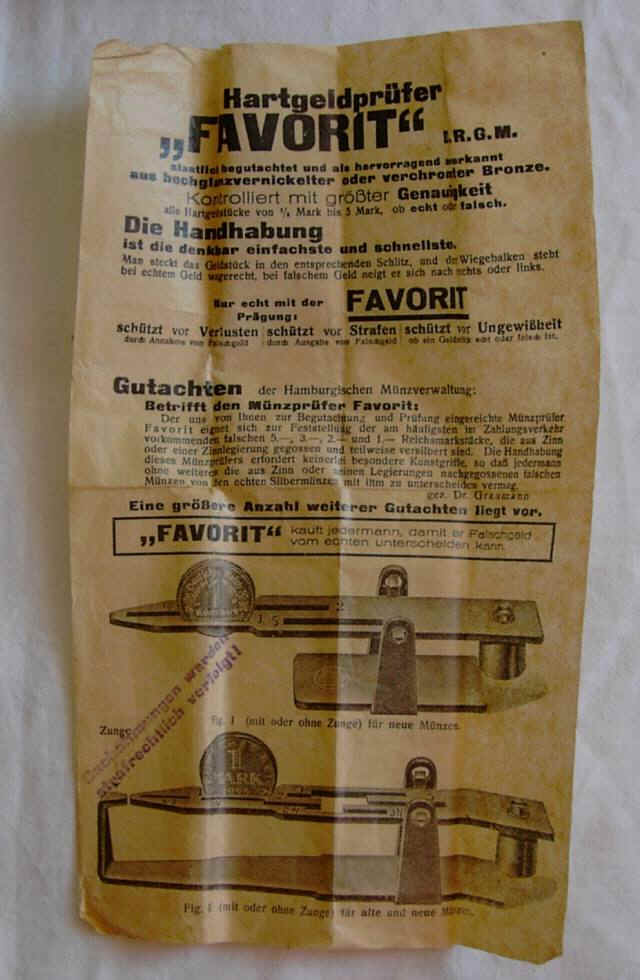 Hartgeldprüfer
„FAVORIT“ D.R.G.M.
staatlich begutachtet und als hervorragend anerkannt
aus hochglanzvernickelter oder verchromter Bronze.
Kontrolliert mit größter Genauigkeit
alle Hartgeldstücke von ½ Mark bis 5 Mark, ob echt oder falsch.
Die Handhabung
ist die denkbar einfachste und schnellste.
Man steckt das Geldstück in den entsprechenden Schlitz, und der Wiegebalken steht
bei echtem Geld wagerecht, bei falschem Geld neigt er sich nach rechts oder links.
Nur echt mit der
Prägung:
FAVORIT
schützt vor Verlusten schützt vor Strafen schützt vor Ungewißheit
durch Annahme von Falschgeld durch Ausgabe von Falschgeld ob ein Geldstück echt oder falsch ist.
Gutachten der Hamburgischen Münzverwaltung:
Betrifft den Münzprüfer Favorit:
Der uns von Ihnen zur Begutachtung und Prüfung eingereichte Münzprüfer
Favorit eignet sich zur Feststellung der am häufigsten im Zahlungsverkehr
vorkommenden falschen 5.—, 3.—, 2.— und 1.— Reichsmarkstücke, die aus Zinn
oder einer Zinnlegierung gegossen und teilweise versilbert sind. Die Handhabung
dieses Münzprüfers erfordert keinerlei besondere Kunstgriffe, so daß jedermann
ohne weiteres die aus Zinn oder seinen Legierungen nachgegossenen falschen
Münzen von den echten Silbermünzen mit ihm zu unterscheiden vermag.
gez. Dr. Grasmann
Eine größere Anzahl weiterer Gutachten liegt vor.
„FAVORIT“ kauft jedermann, damit er Falschgeld
vom echten unterscheiden kann.
1 5 2
Nachahmungen werden
strafrechtlich verfolgt!
Fig. I (mit oder ohne Zunge) für neue Münzen.
Zunge
1
MARK
Fig. I (mit oder ohne Zunge) für alte und neue Münzen.